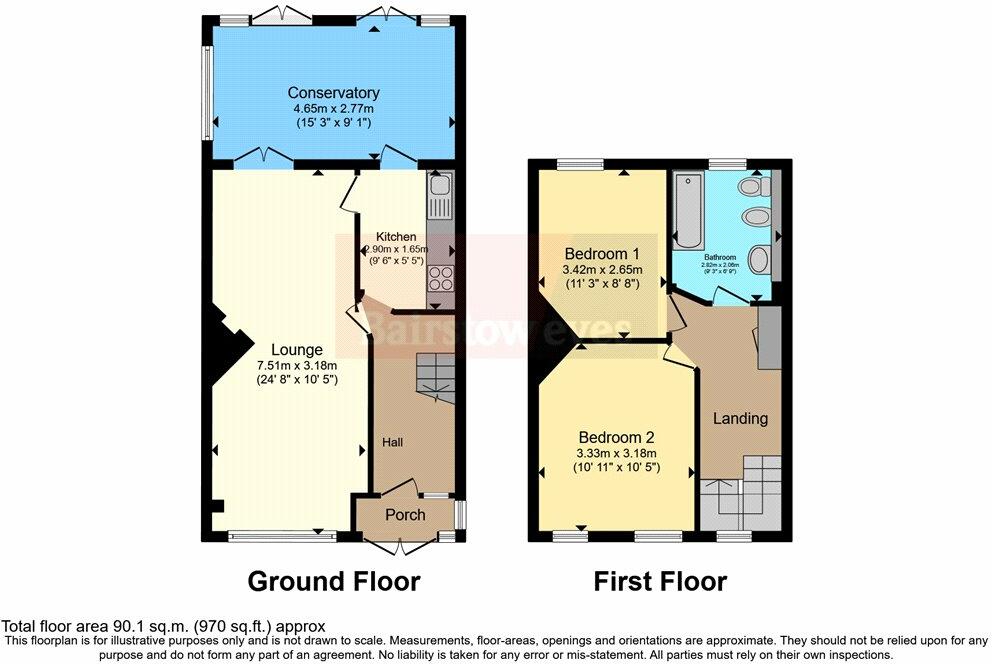 Conservatory
4.65m x 2.77m
(15' 3" x 9' 1")
Kitchen
2.90m x 1.65m
(9' 6" x 5' 5")
Bedroom 1
3.42m x 2.65m
(11' 3" x 8' 8")
Bathroom
2.82m x 2.06m
(9' 3" x 6' 9")
Bairstow eves
Lounge
7.51m x 3.18m
(24' 8" x 10' 5")
Landing
Hall
Bedroom 2
3.33m x 3.18m
(10' 11" x 10' 5")
Porch
Ground Floor
First Floor
Total floor area 90.1 sq.m. (970 sq.ft.) approx
This floorplan is for illustrative purposes only and is not drawn to scale. Measurements, floor-areas, openings and orientations are approximate. They should not be relied upon for any
purpose and do not form any part of an agreement. No liability is taken for any error or mis-statement. All parties must rely on their own inspections.